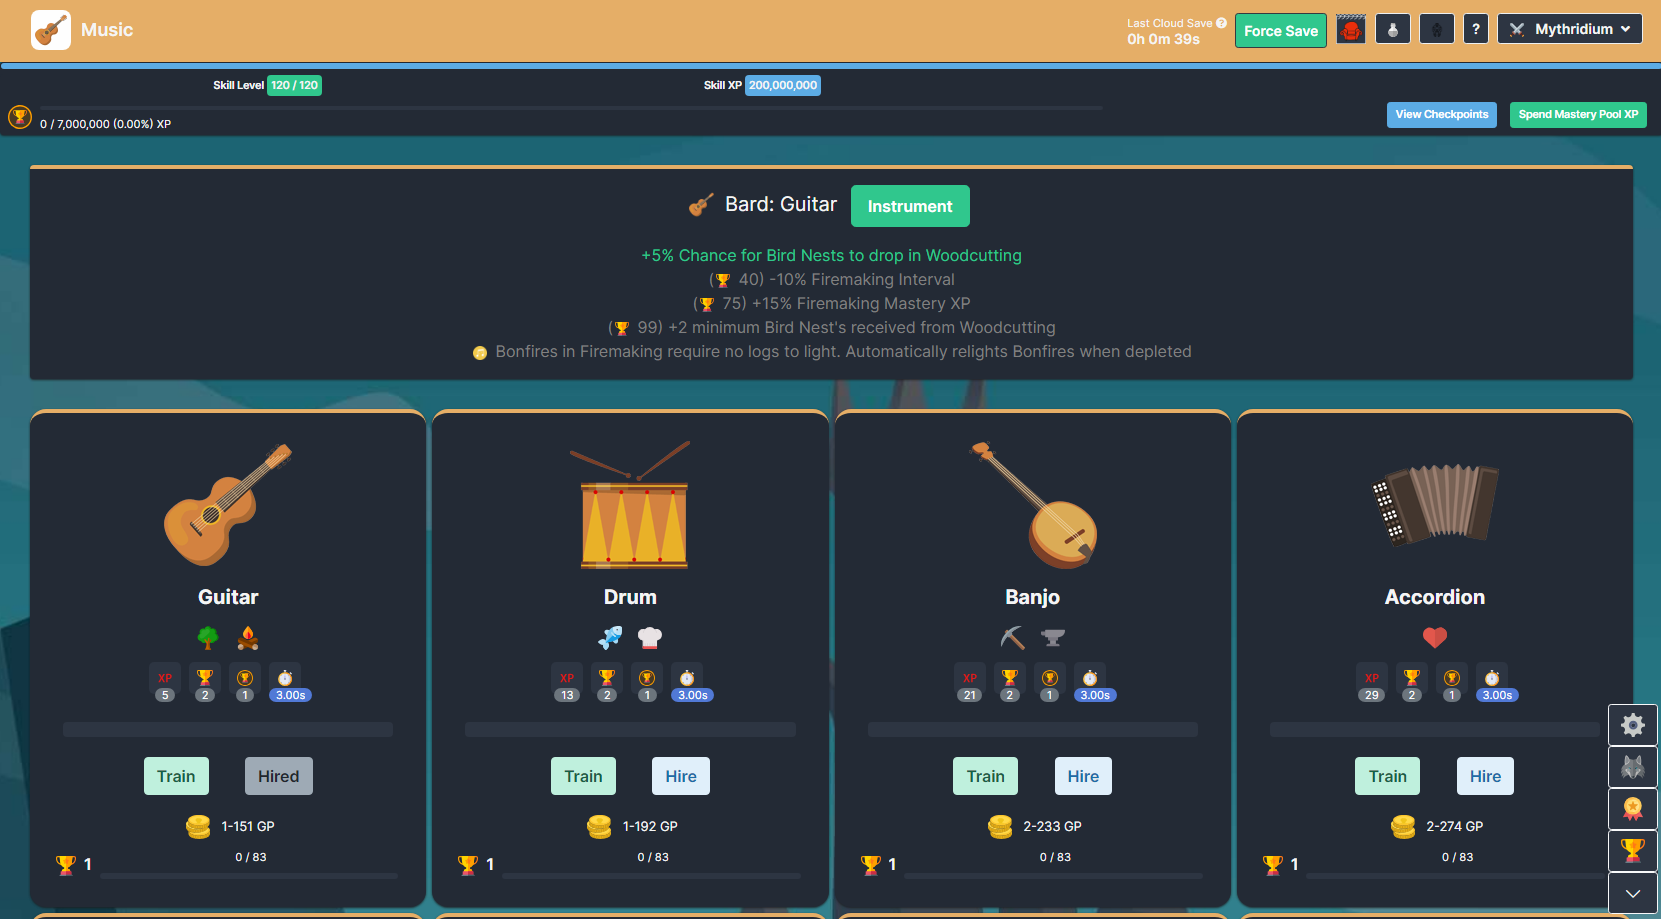 Music
Last Cloud Save ?
0h 0m 39s
Force Save
?
Mythridium
Skill Level 120 / 120
Skill XP 200,000,000
0 / 7,000,000 (0.00%) XP
View Checkpoints
Spend Mastery Pool XP
Bard: Guitar
Instrument
+5% Chance for Bird Nests to drop in Woodcutting
( 40) -10% Firemaking Interval
( 75) +15% Firemaking Mastery XP
( 99) +2 minimum Bird Nest's received from Woodcutting
Bonfires in Firemaking require no logs to light. Automatically relights Bonfires when depleted
Guitar
XP
5 2 1 3.00s
Train Hired
1-151 GP
0 / 83
1
Drum
XP
13 2 1 3.00s
Train Hire
1-192 GP
0 / 83
1
Banjo
XP
21 2 1 3.00s
Train Hire
2-233 GP
0 / 83
1
Accordion
XP
29 2 1 3.00s
Train Hire
2-274 GP
0 / 83
1